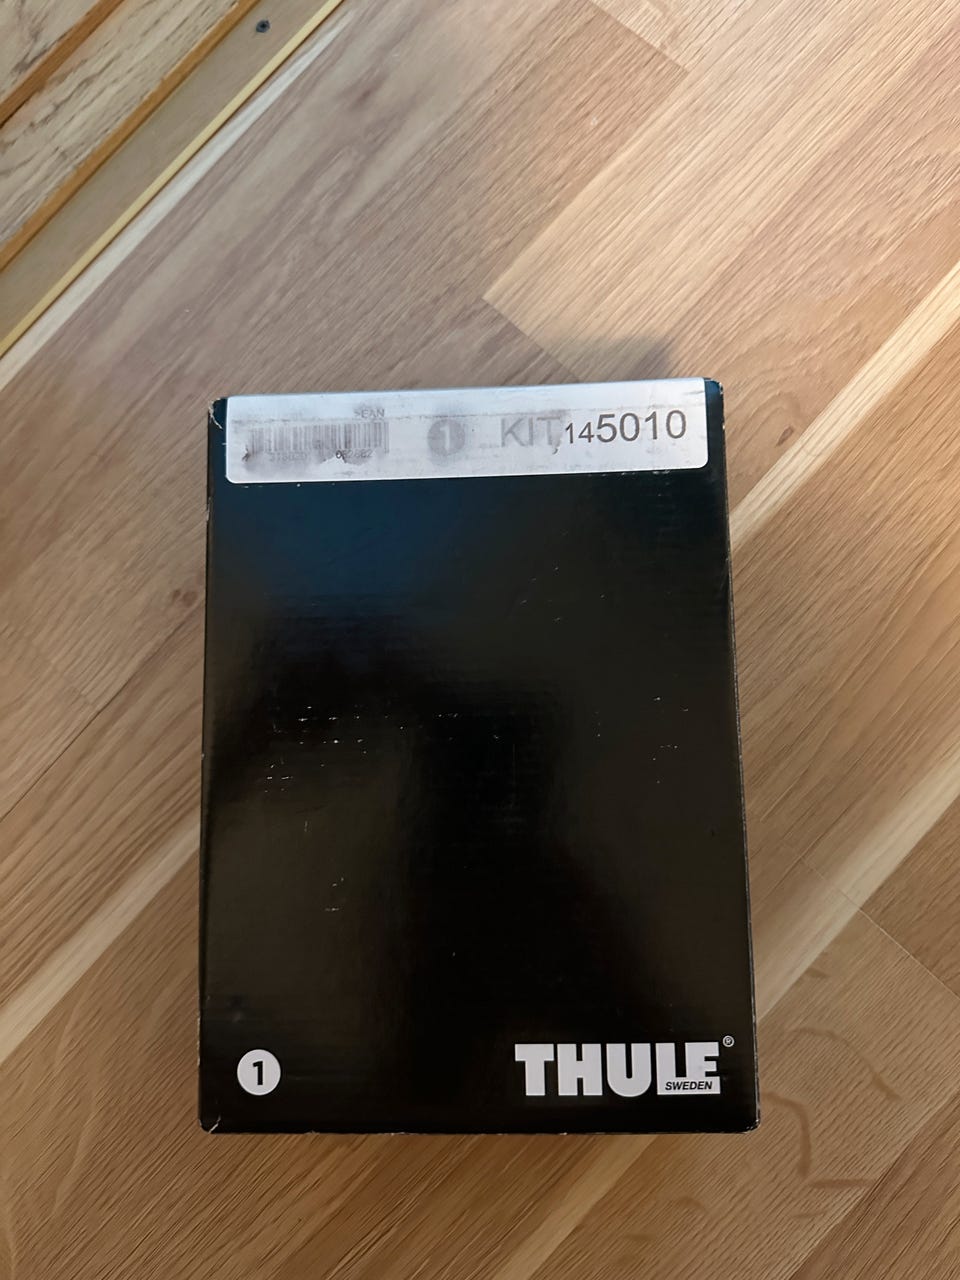 EAN
1
KIT 145010
1
THULE®
SWEDEN